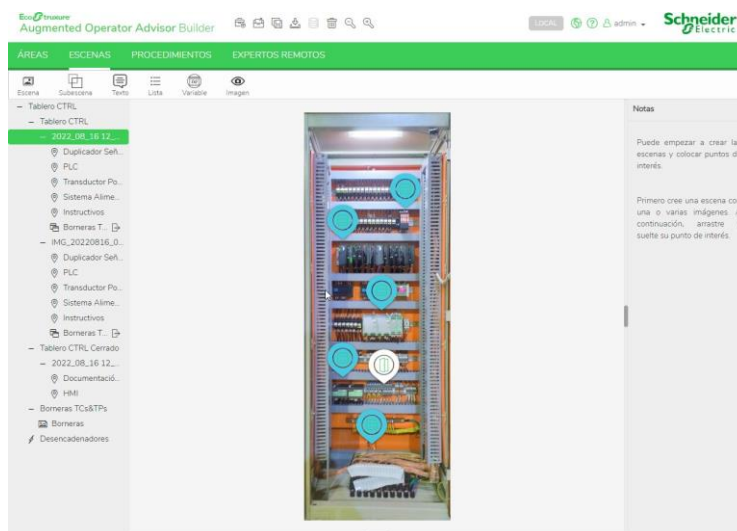 EcoStruxure
Augmented Operator Advisor Builder
LOCAL
admin
Schneider Electric
ÁREAS ESCENAS PROCEDIMIENTOS EXPERTOS REMOTOS
Escena Subescena Texto Lista Variable Imagen
Tablero CTRL
Tablero CTRL
2022_08_16 12_...
Duplicador Señ...
PLC
Transductor Po...
Sistema Alime...
Instructivos
Borneras T...
IMG_20220816_0...
Duplicador Señ...
PLC
Transductor Po...
Sistema Alime...
Instructivos
Borneras T...
Tablero CTRL Cerrado
2022_08_16 12_...
Documentació...
HMI
Borneras TCs&TPs
Borneras
Desencadenadores
Notas
Puede empezar a crear la
escenas y colocar puntos d
interés.
Primero cree una escena co
una o varias imágenes
continuación, arrastre
suelte su punto de interés.